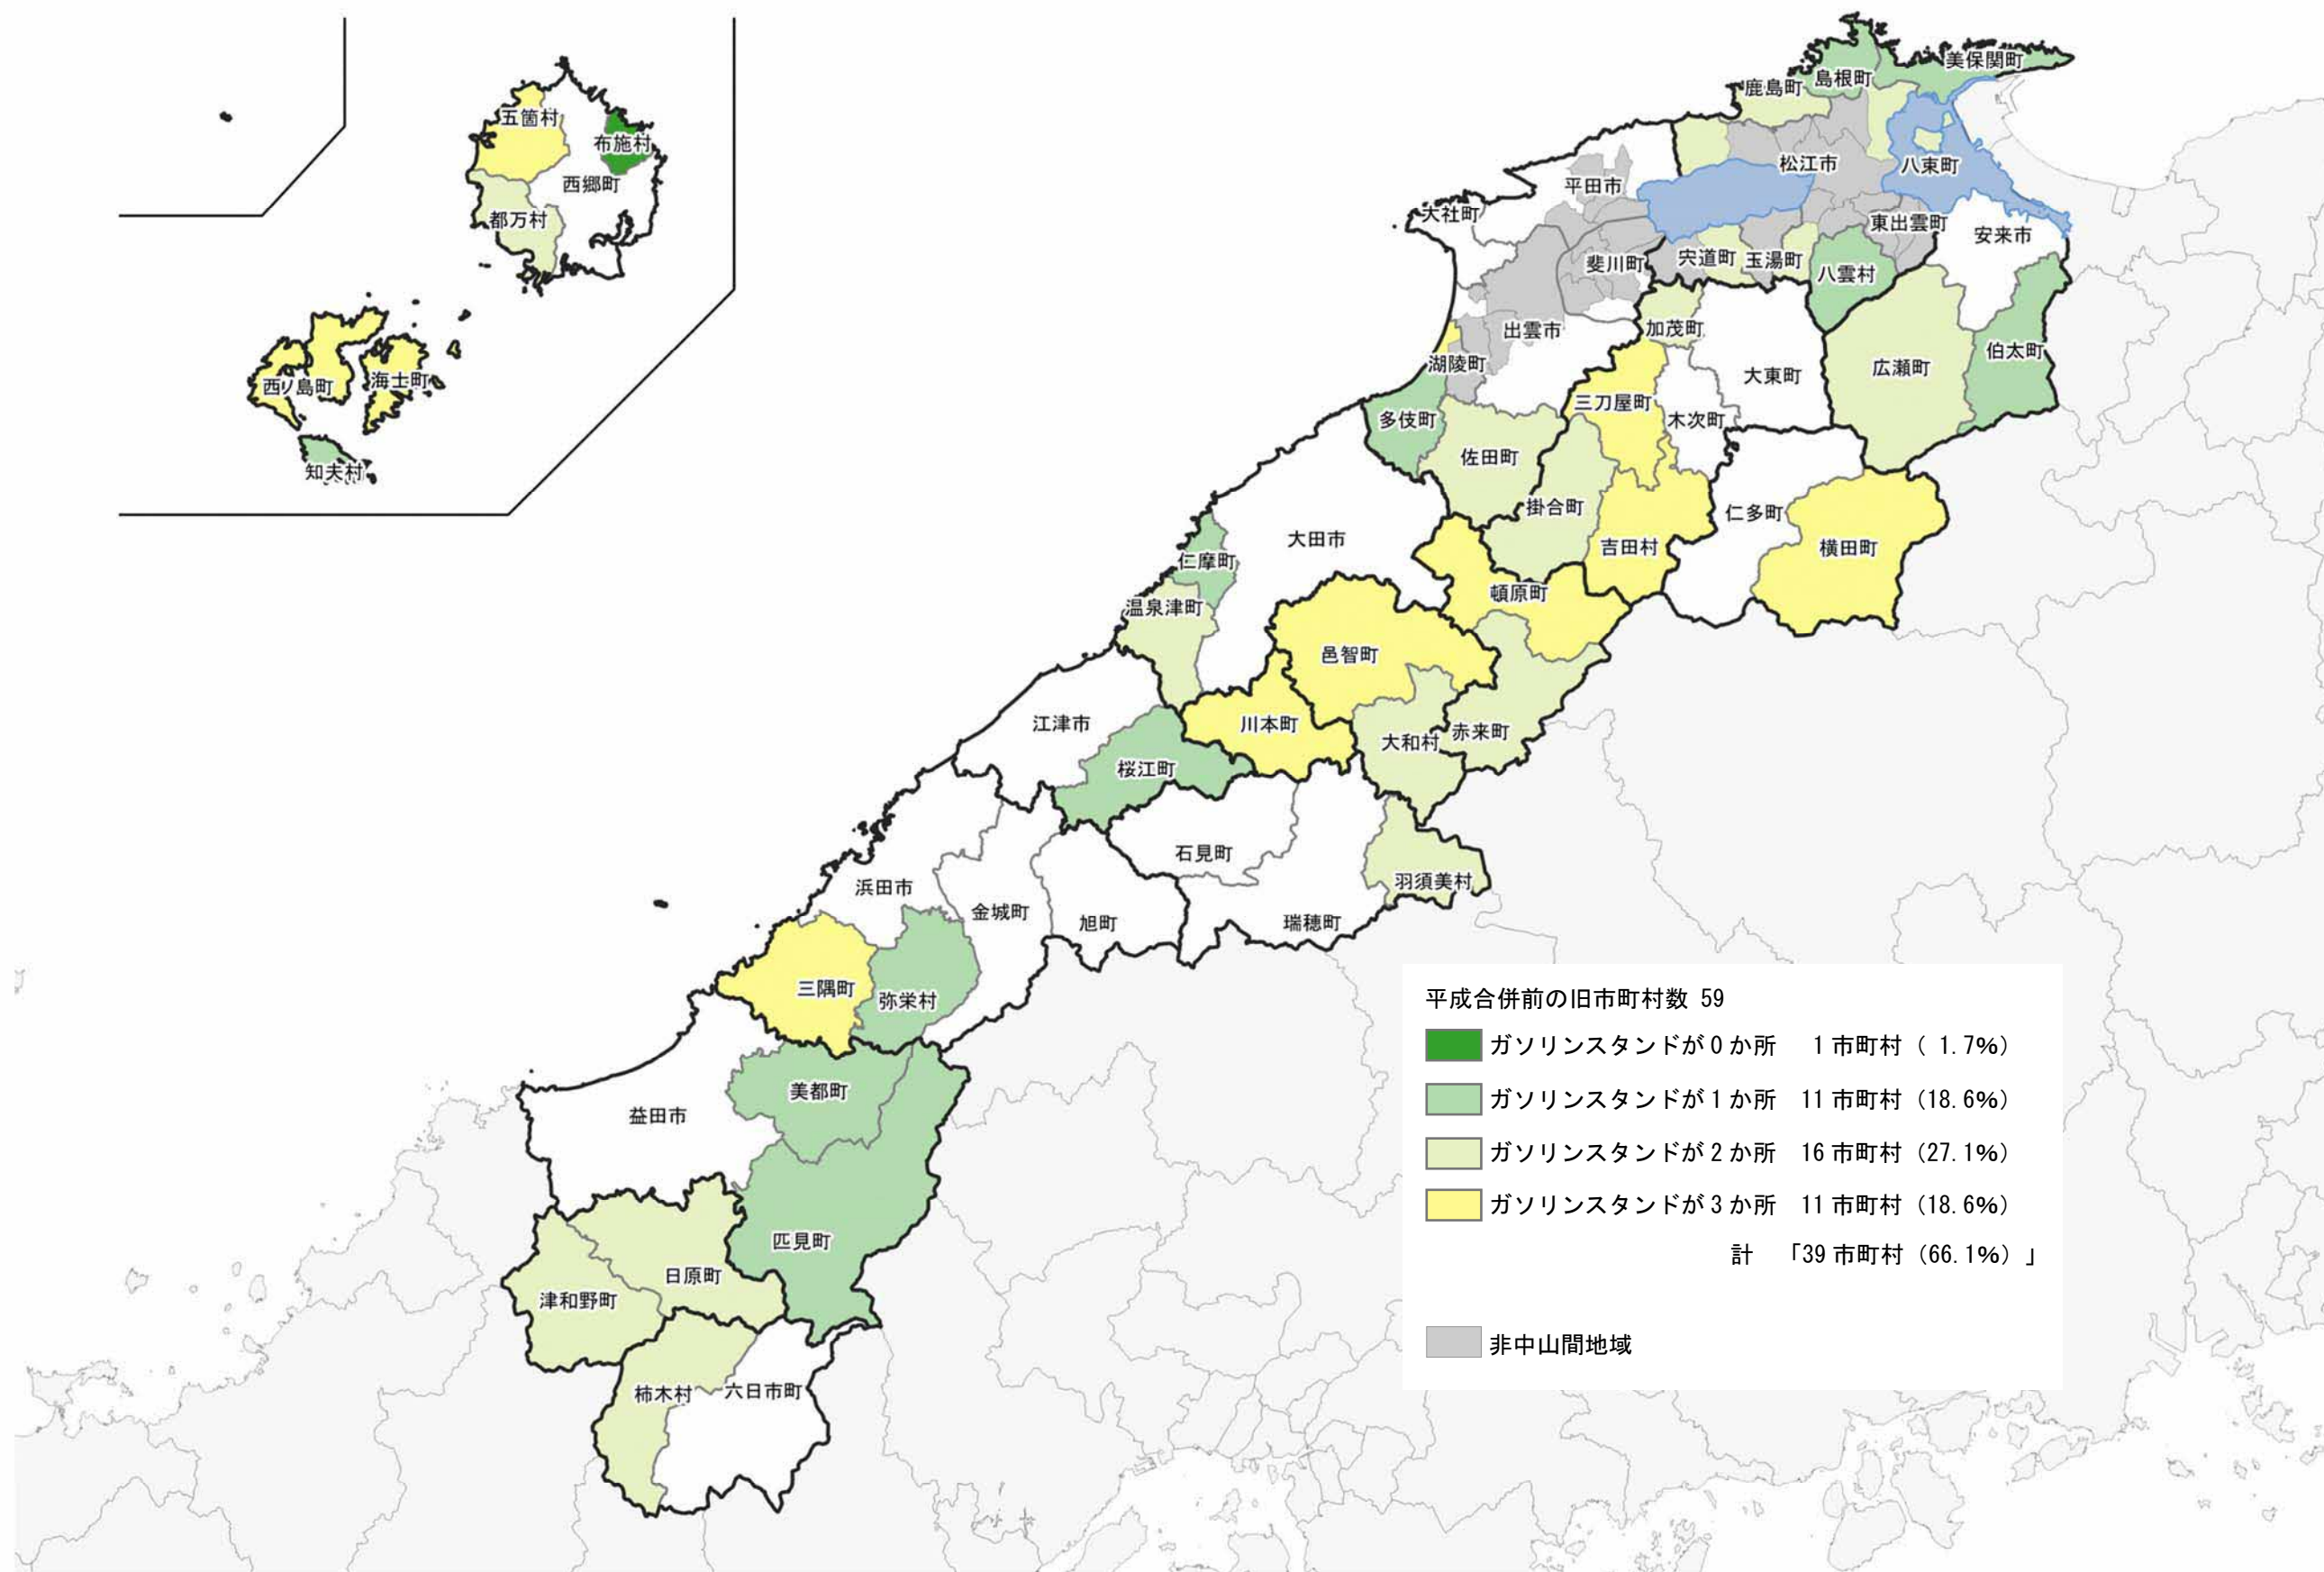 美保関町
島根町
鹿島町
五箇村
布施村
松江市
八束町
西郷町
平田市
都万村
大社町
東出雲町
安来市
斐川町
宍道町
玉湯町
八雲村
出雲市
加茂町
伯太町
湖陵町
広瀬町
大東町
西ノ島町
海士町
三刀屋町
木次町
多伎町
佐田町
知夫村
掛合町
仁多町
大田市
吉田村
横田町
仁摩町
頓原町
温泉津町
邑智町
江津市
川本町
赤来町
大和村
桜江町
石見町
羽須美村
浜田市
金城町
旭町
瑞穂町
三隅町
弥栄村
美都町
益田市
匹見町
日原町
津和野町
柿木村
六日市町
平成合併前の旧市町村数 59
ガソリンスタンドが0か所 1市町村（ 1.7%）
ガソリンスタンドが1か所 11市町村（18.6%）
ガソリンスタンドが2か所 16市町村（27.1%）
ガソリンスタンドが3か所 11市町村（18.6%）
計 「39市町村（66.1%）」
非中山間地域